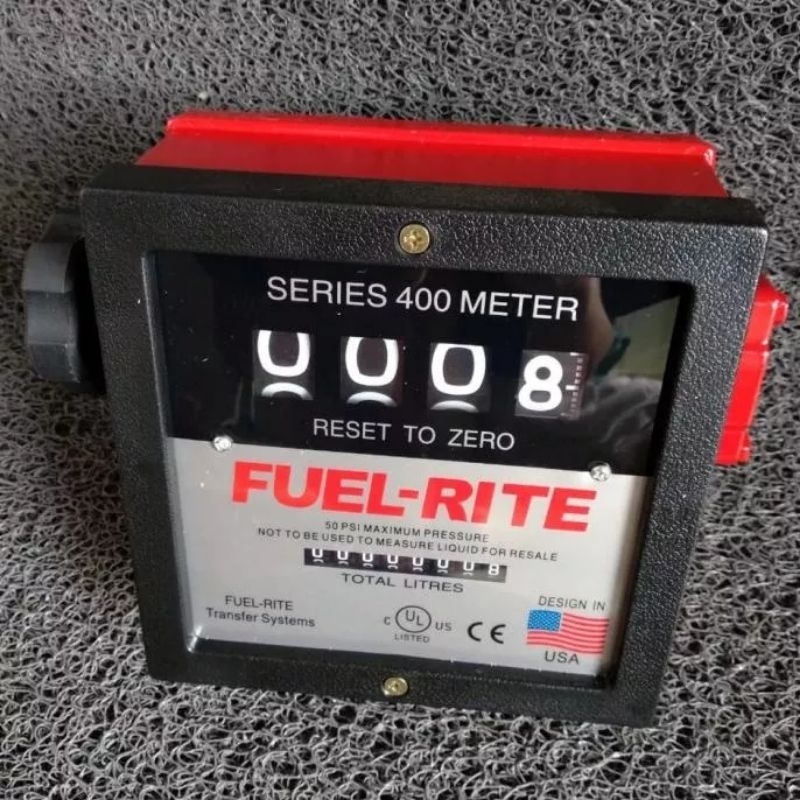 SERIES 400 METER
0008
RESET TO ZERO
FUEL-RITE
50 PSI MAXIMUM PRESSURE
NOT TO BE USED TO MEASURE LIQUID FOR RESALE
00000008
TOTAL LITRES
FUEL-RITE
Transfer Systems
C UL US
LISTED
CE
DESIGN IN
USA